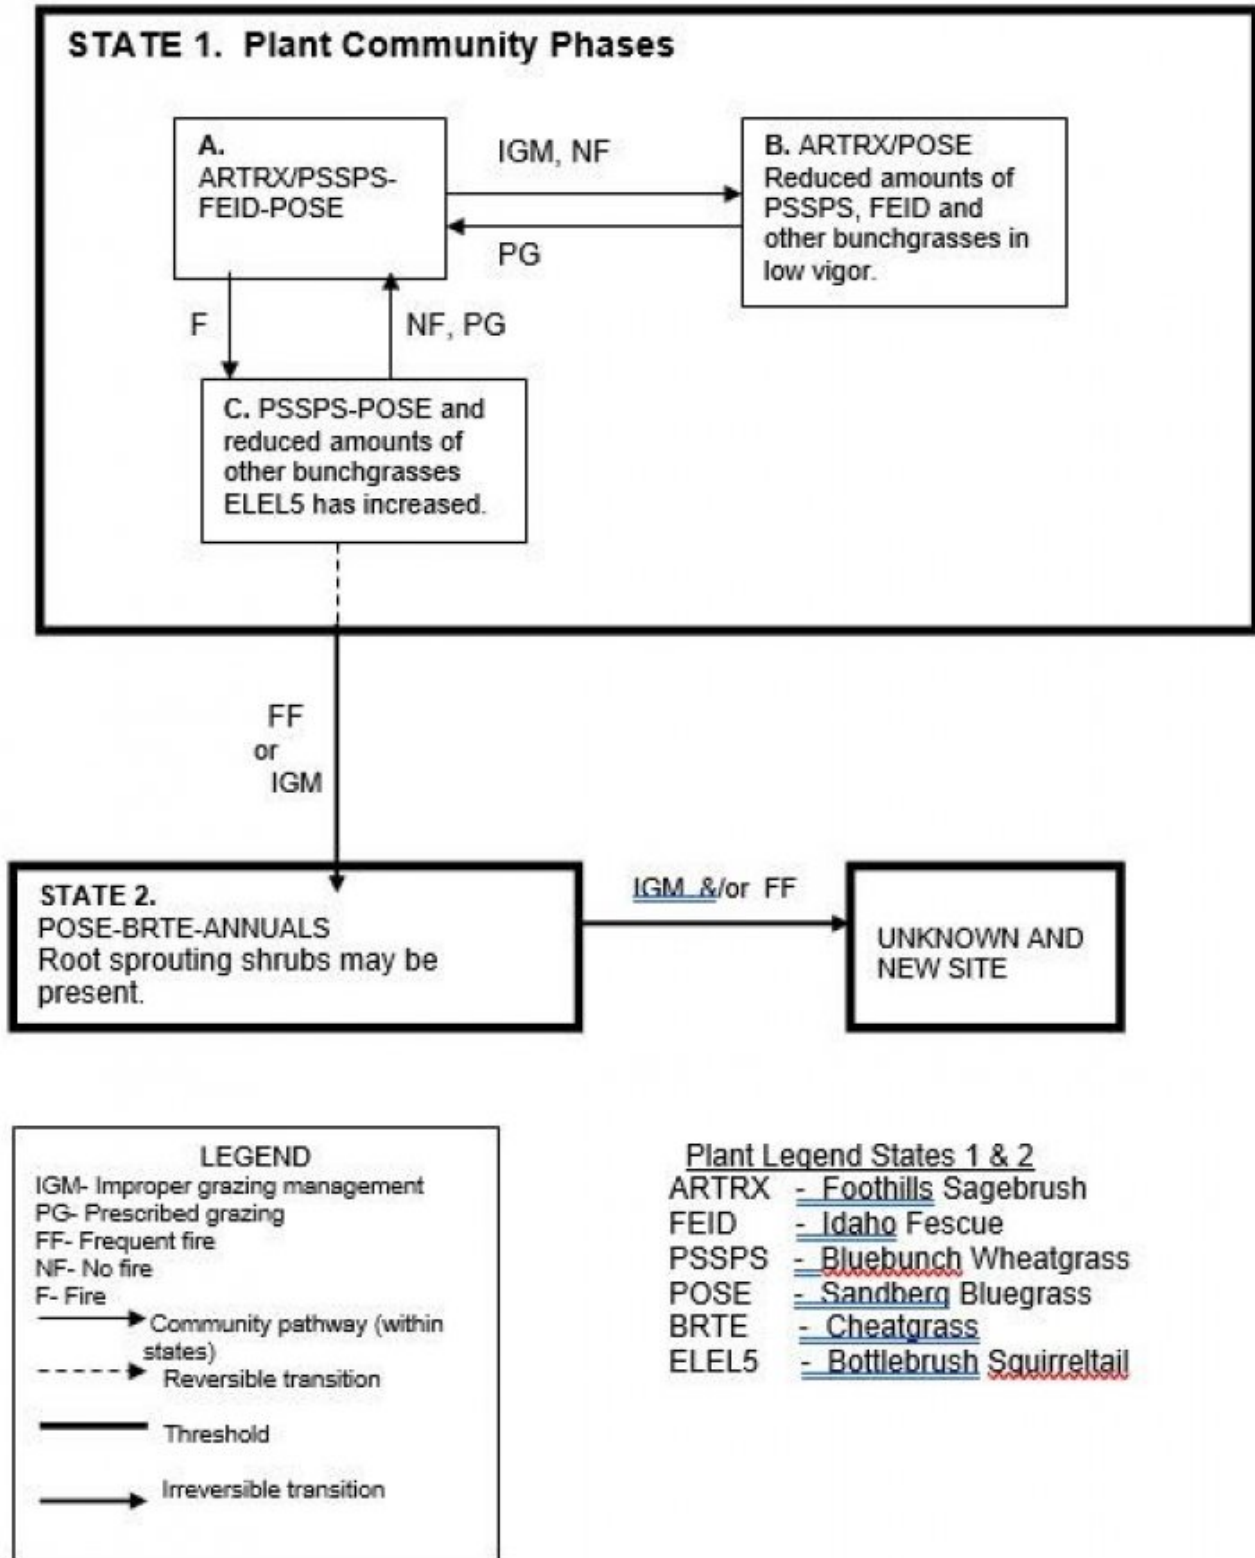 STATE 1. Plant Community Phases
A.
ARTRX/PSSPS-
FEID-POSE
IGM, NF
PG
B. ARTRX/POSE
Reduced amounts of
PSSPS, FEID and
other bunchgrasses in
low vigor.
F
NF, PG
C. PSSPS-POSE and
reduced amounts of
other bunchgrasses
ELEL5 has increased.
FF
or
IGM
STATE 2.
POSE-BRTE-ANNUALS
Root sprouting shrubs may be
present.
IGM &/or FF
UNKNOWN AND
NEW SITE
LEGEND
IGM- Improper grazing management
PG- Prescribed grazing
FF- Frequent fire
NF- No fire
F- Fire
Community pathway (within
states)
Reversible transition
Threshold
Irreversible transition
Plant Legend States 1 & 2
ARTRX - Foothills Sagebrush
FEID - Idaho Fescue
PSSPS - Bluebunch Wheatgrass
POSE - Sandberg Bluegrass
BRTE - Cheatgrass
ELEL5 - Bottlebrush Squirreltail